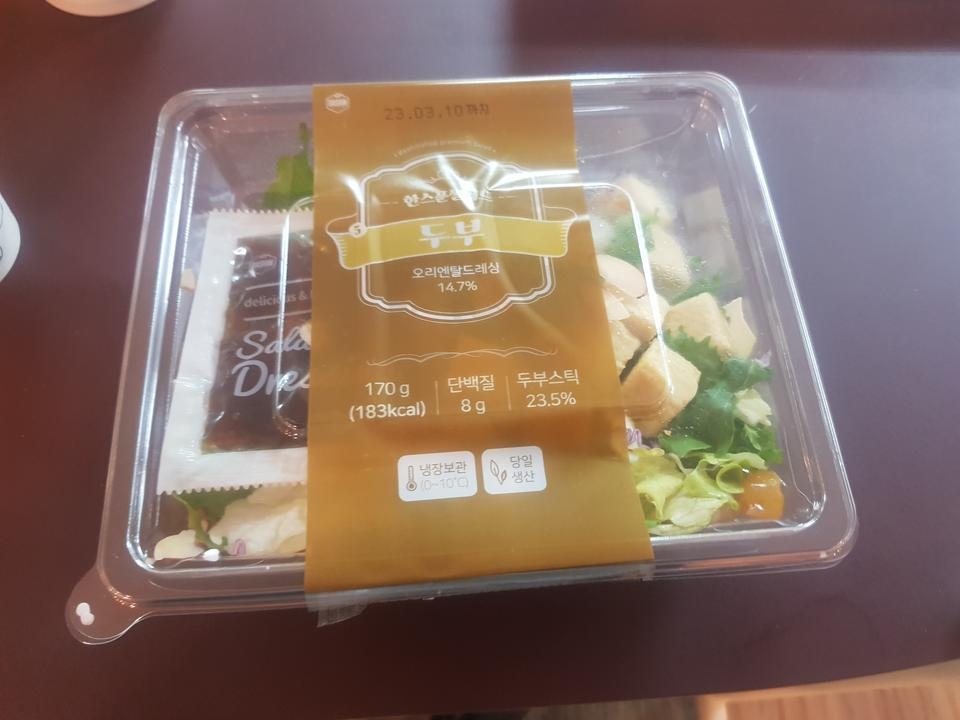 23.03.10까지
두부
오리엔탈드레싱
14.7%
170 g
(183kcal)
단백질
8 g
두부스틱
23.5%
냉장보관
(0~10℃)
당일
생산
delicious &